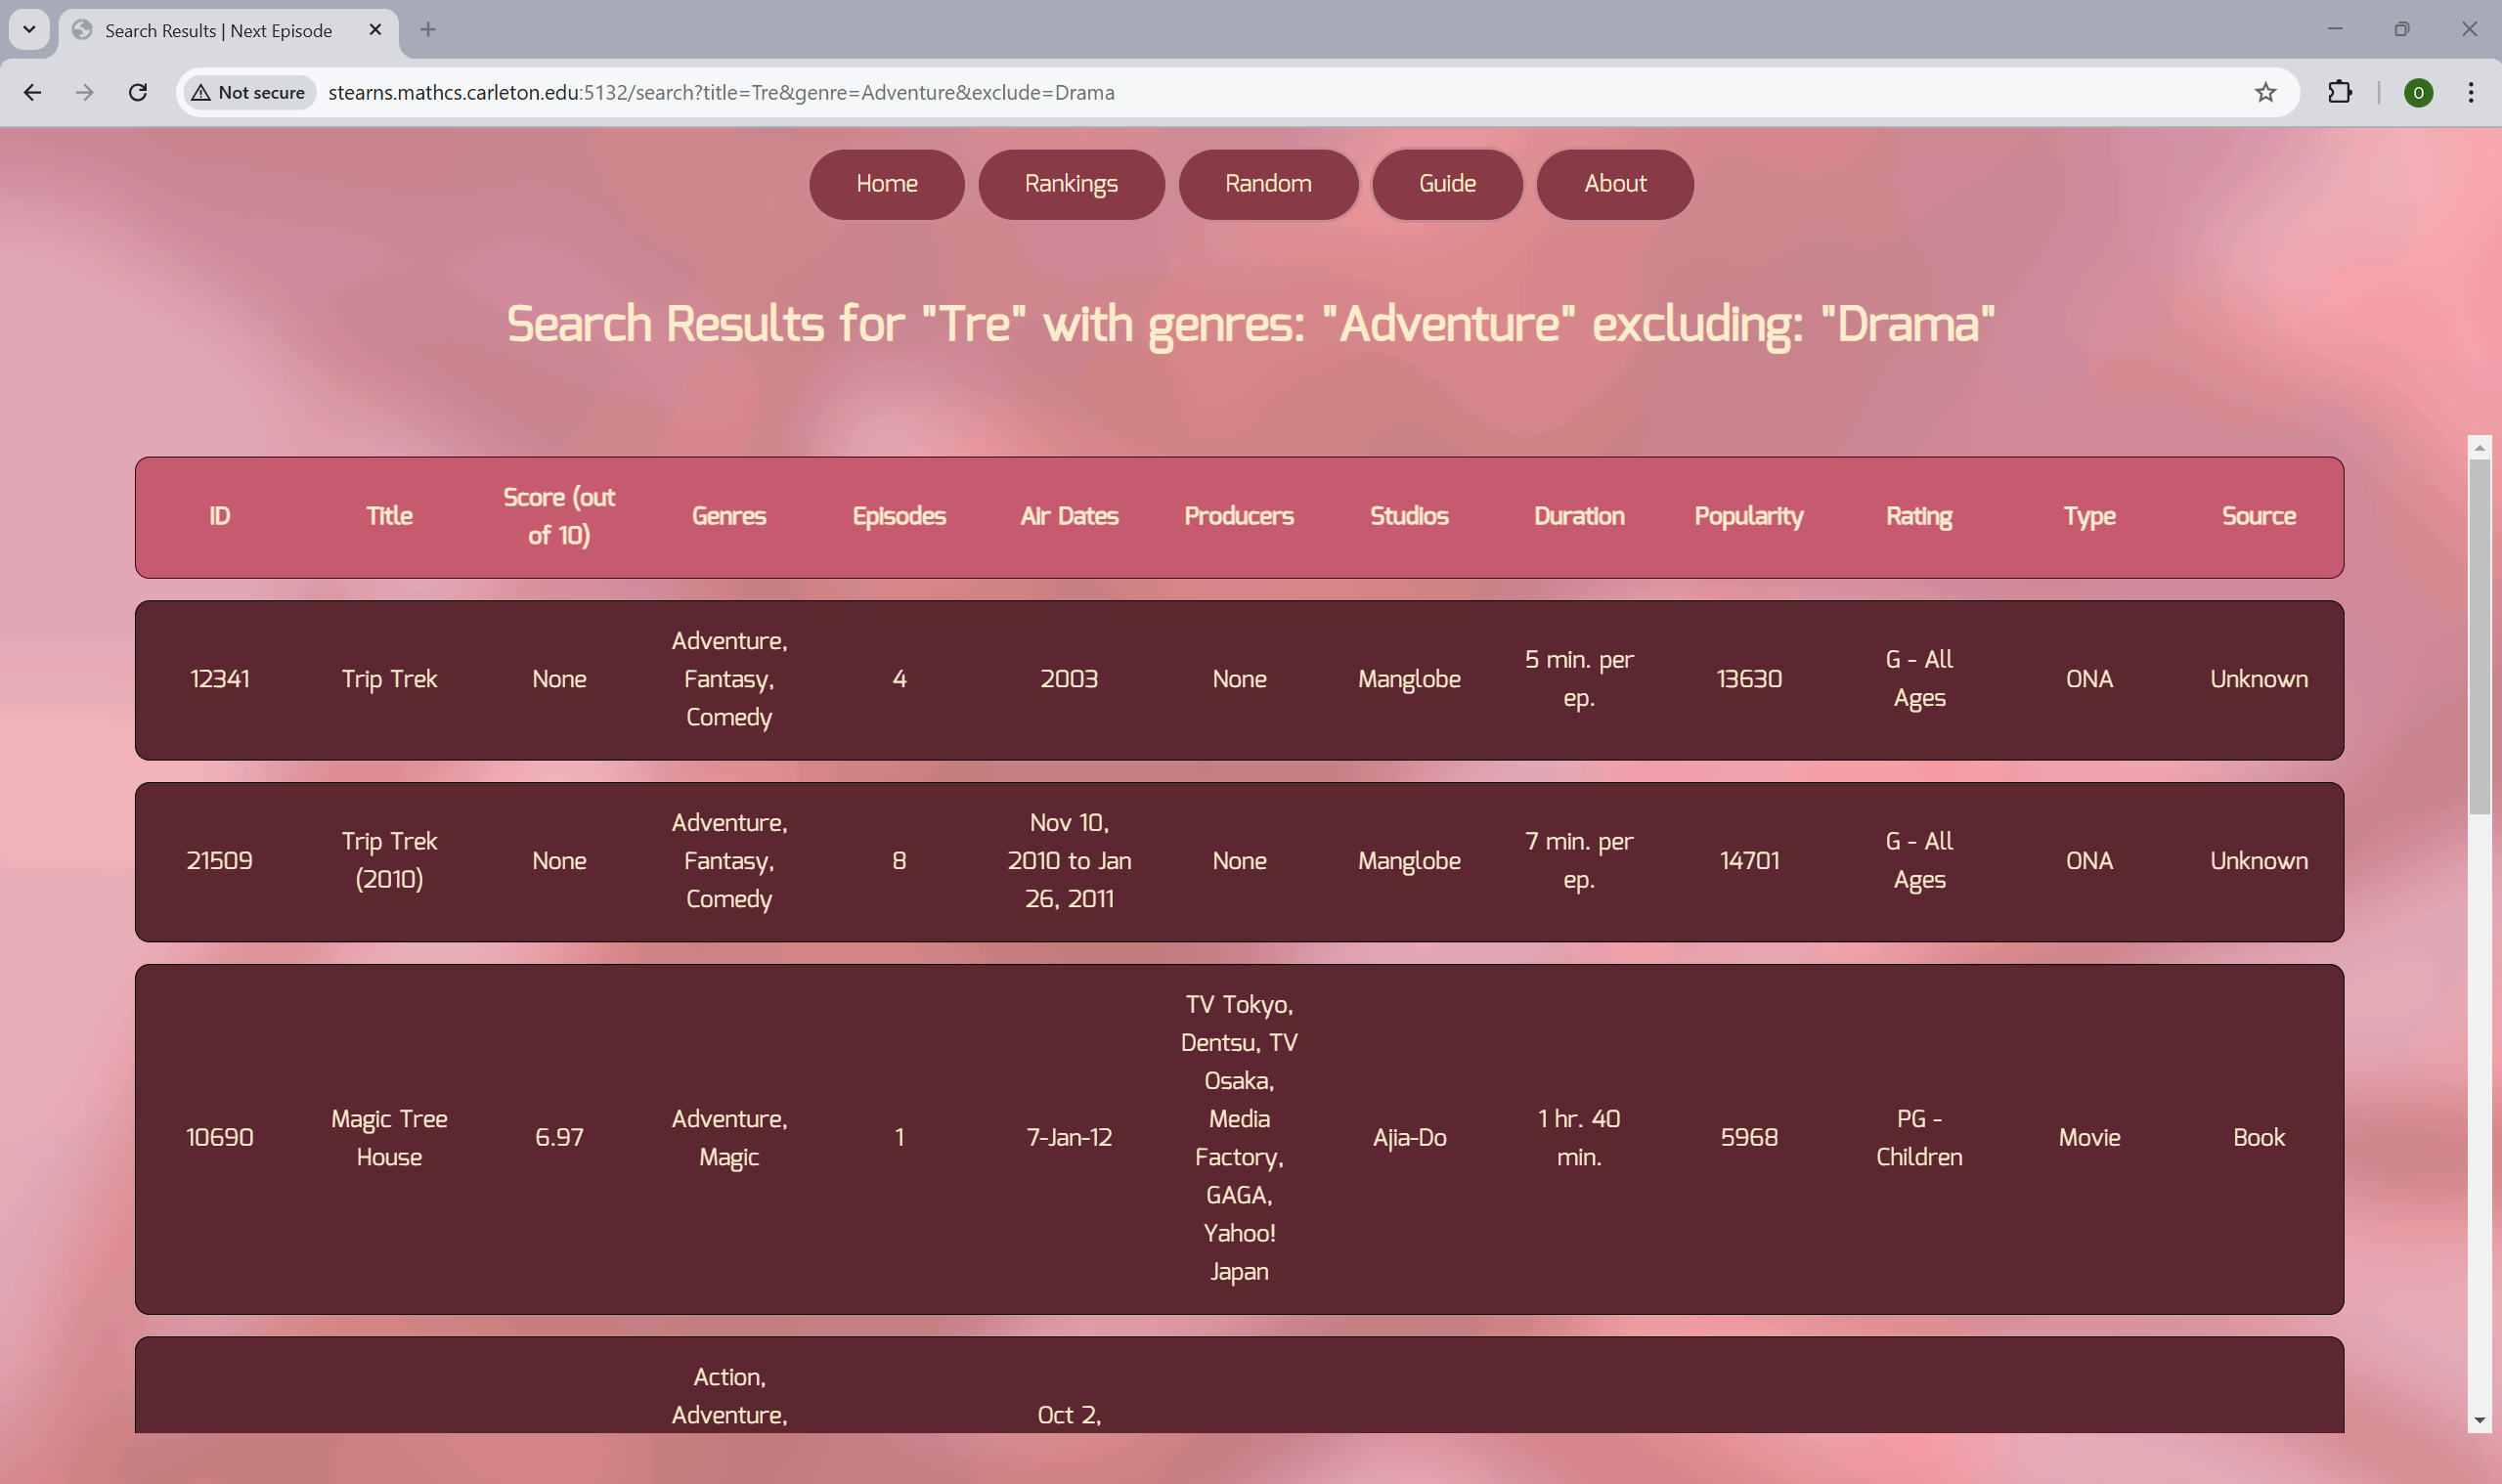 Search Results | Next Episode
Not secure
stearns.mathcs.carleton.edu:5132/search?title=Tre&genre=Adventure&exclude=Drama
O
Home
Rankings
Random
Guide
About
Search Results for "Tre" with genres: "Adventure" excluding: "Drama"
ID
Title
Score (out
of 10)
Genres
Episodes
Air Dates
Producers
Studios
Duration
Popularity
Rating
Type
Source
12341
Trip Trek
None
Adventure,
Fantasy,
Comedy
4
2003
None
Manglobe
5 min. per
ep.
13630
G - All
Ages
ONA
Unknown
21509
Trip Trek
(2010)
None
Adventure,
Fantasy,
Comedy
8
Nov 10,
2010 to Jan
26, 2011
None
Manglobe
7 min. per
ep.
14701
G - All
Ages
ONA
Unknown
10690
Magic Tree
House
6.97
Adventure,
Magic
1
7-Jan-12
TV Tokyo,
Dentsu, TV
Osaka,
Media
Factory,
GAGA,
Yahoo!
Japan
Ajia-Do
1 hr. 40
min.
5968
PG -
Children
Movie
Book
Action,
Adventure,
Oct 2,